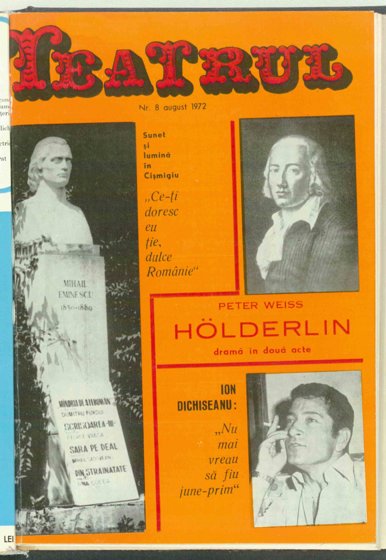 TEATRUL
Nr. 8 august 1972
Sunet
și
lumină
în
Cișmigiu
„Ce-ți
doresc
eu
ție,
dulce
Românie“
MIHAIL
EMINESCU
1850-1889
SCRISOAREA-III
SARA PE DEAL
DIN STRAINATATE
PETER WEISS
HÖLDERLIN
dramă în două acte
ION
DICHISEANU:
„Nu
mai
vreau
să fiu
june-prim“
LEI